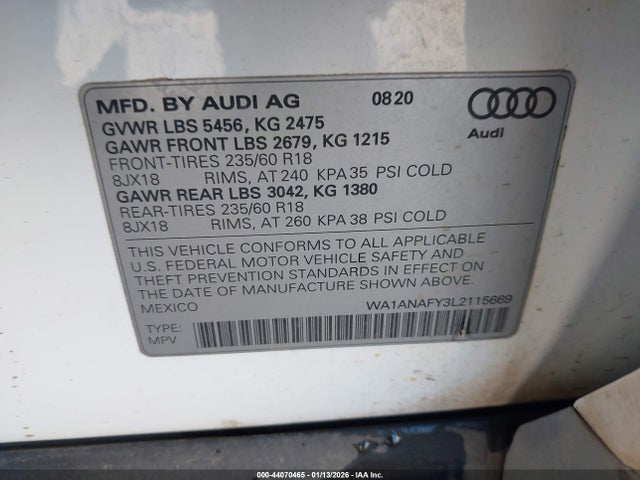 MFD. BY AUDI AG 0820
GVWR LBS 5456, KG 2475
GAWR FRONT LBS 2679, KG 1215
FRONT-TIRES 235/60 R18
8JX18 RIMS, AT 240 KPA 35 PSI COLD
GAWR REAR LBS 3042, KG 1380
REAR-TIRES 235/60 R18
8JX18 RIMS, AT 260 KPA 38 PSI COLD
Audi
THIS VEHICLE CONFORMS TO ALL APPLICABLE
U.S. FEDERAL MOTOR VEHICLE SAFETY AND
THEFT PREVENTION STANDARDS IN EFFECT ON
THE DATE OF MANUFACTURE SHOWN ABOVE.
MEXICO WA1ANAFY3L2115669
TYPE:
MPV
000-44070465 - 01/13/2026 - IAA Inc.